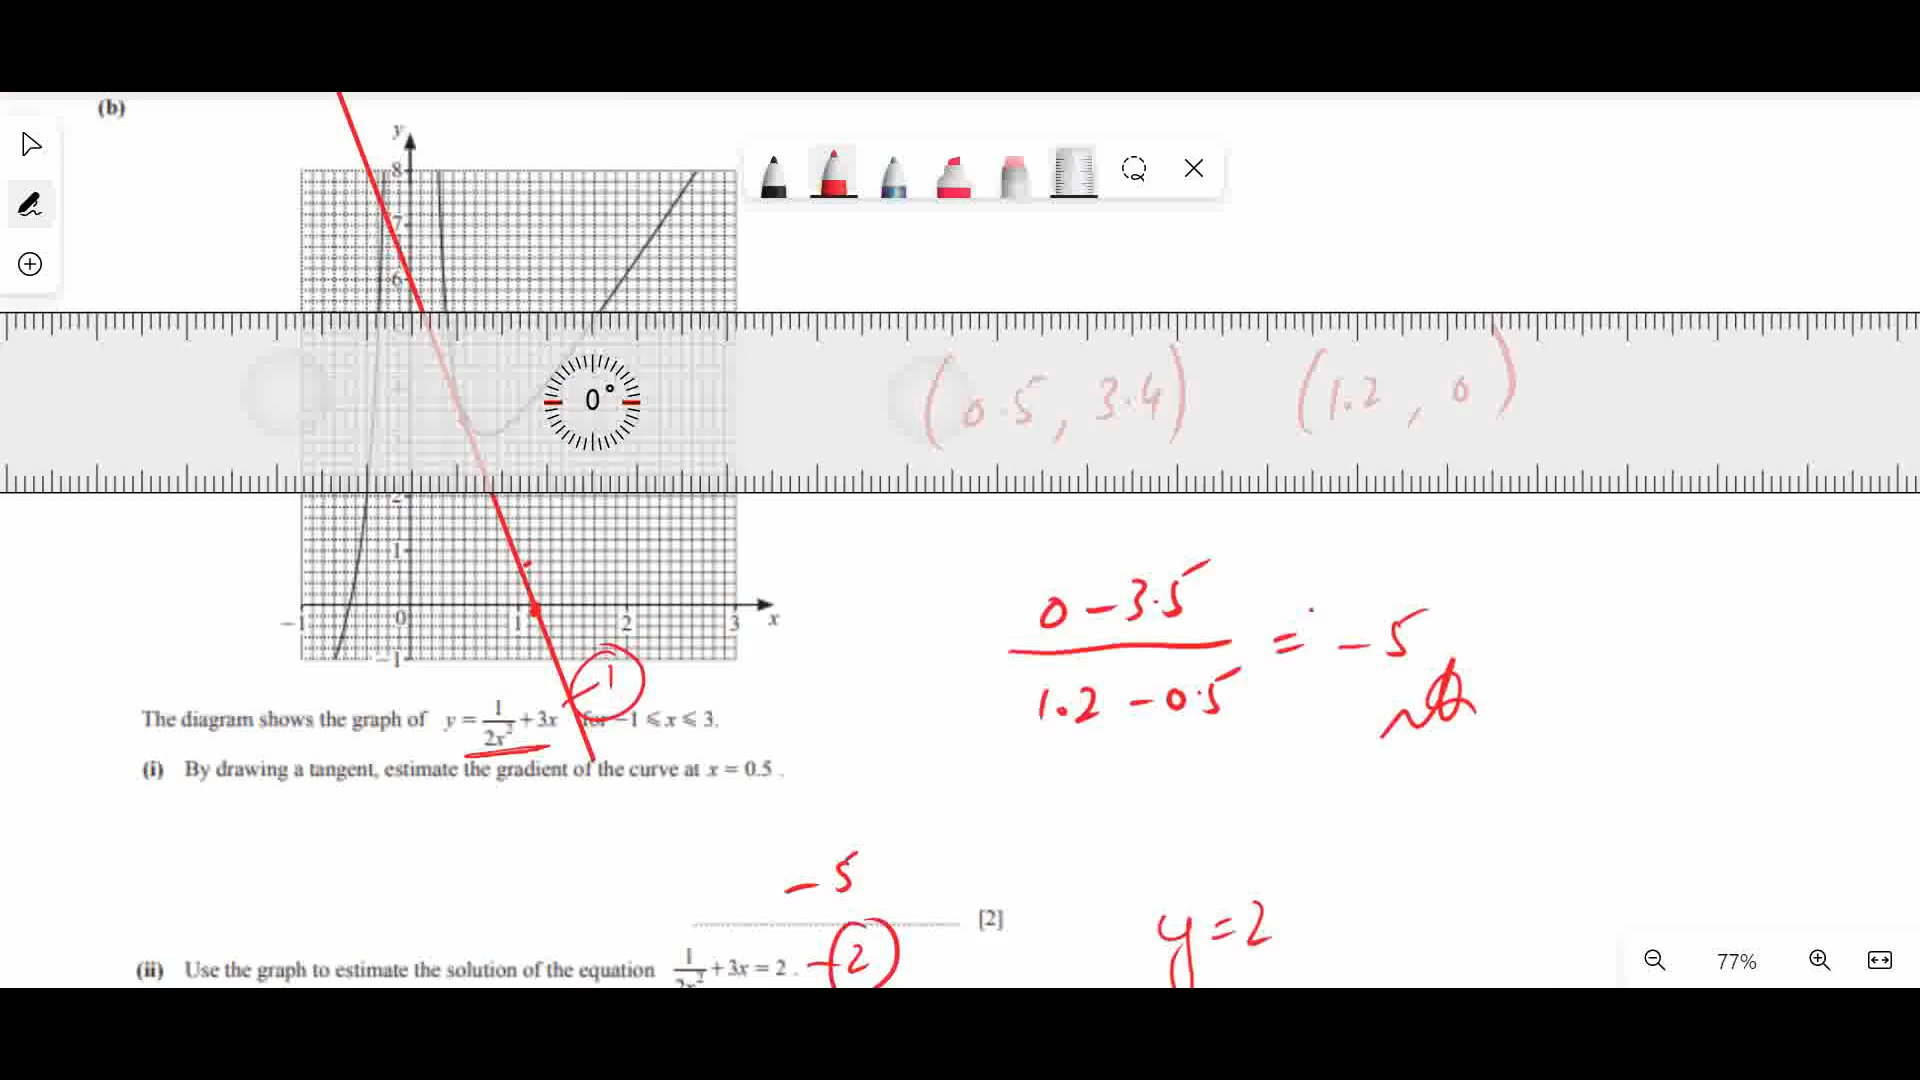 (b)
y
8
7
6
0°
(0.5, 3.4) (1.2, 0)
2
1
-1 0 1 2 3 x
-1
0 - 3.5
1.2 - 0.5
= - 5
-1
The diagram shows the graph of y = 1/2x² + 3x for -1 ⩽ x ⩽ 3.
(i) By drawing a tangent, estimate the gradient of the curve at x = 0.5 .
- 5
[2]
y = 2
(ii) Use the graph to estimate the solution of the equation 1/2x² + 3x = 2 . - 2
77%